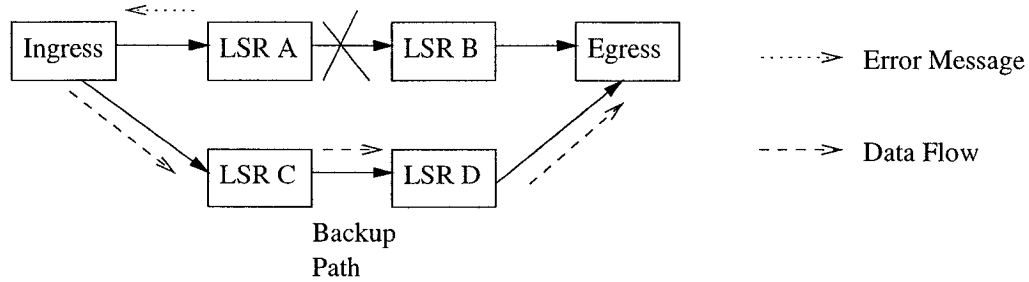 Ingress
LSR A
LSR B
Egress
Error Message
Data Flow
LSR C
LSR D
Backup
Path